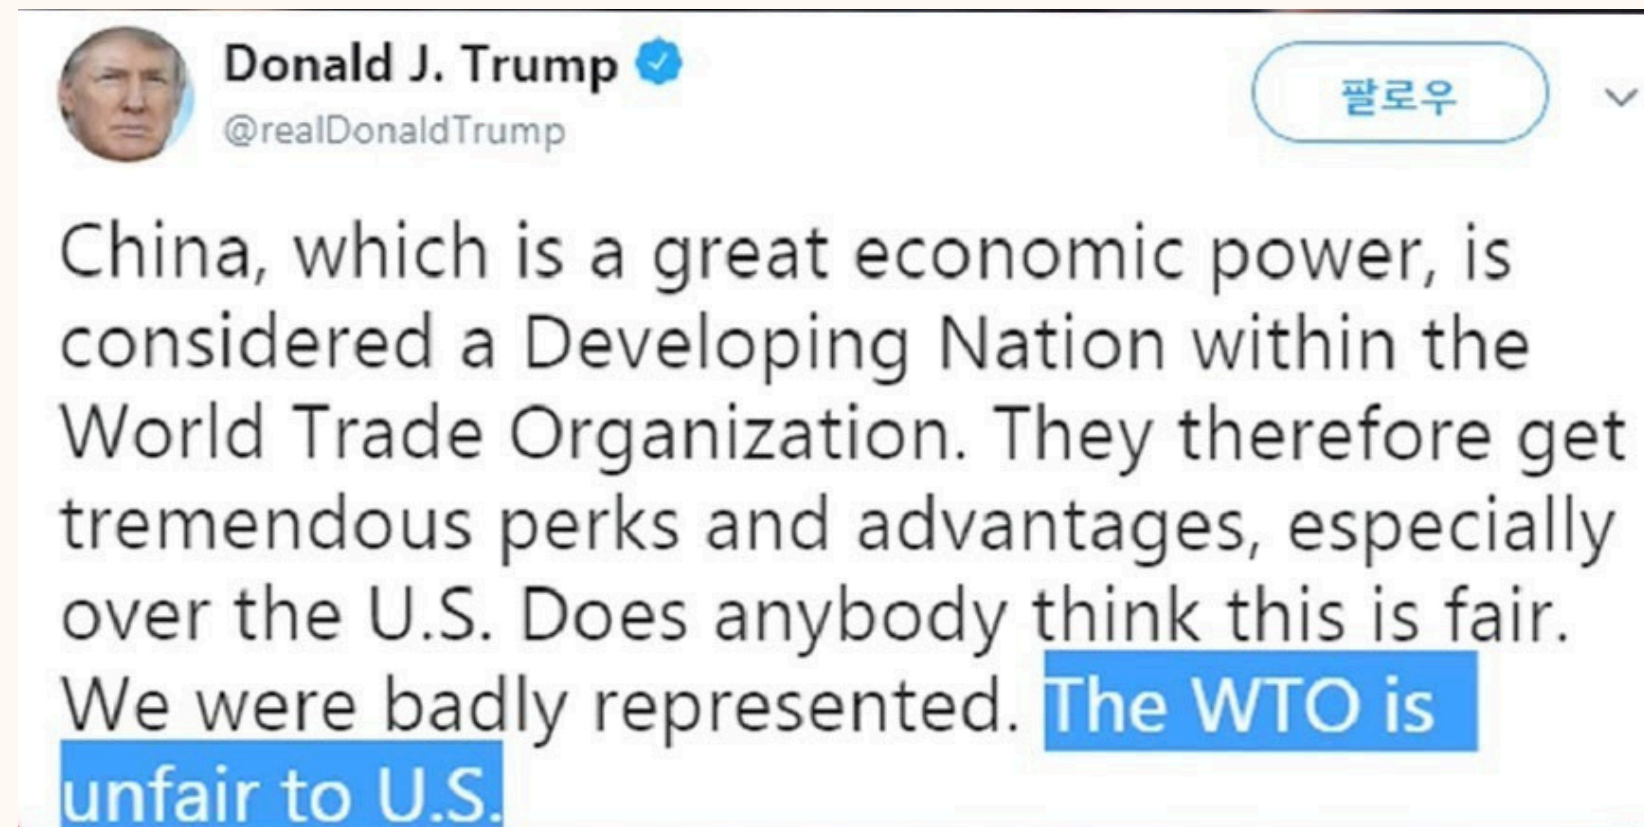 Donald J. Trump
@realDonaldTrump
팔로우
China, which is a great economic power, is
considered a Developing Nation within the
World Trade Organization. They therefore get
tremendous perks and advantages, especially
over the U.S. Does anybody think this is fair.
We were badly represented. The WTO is
unfair to U.S.